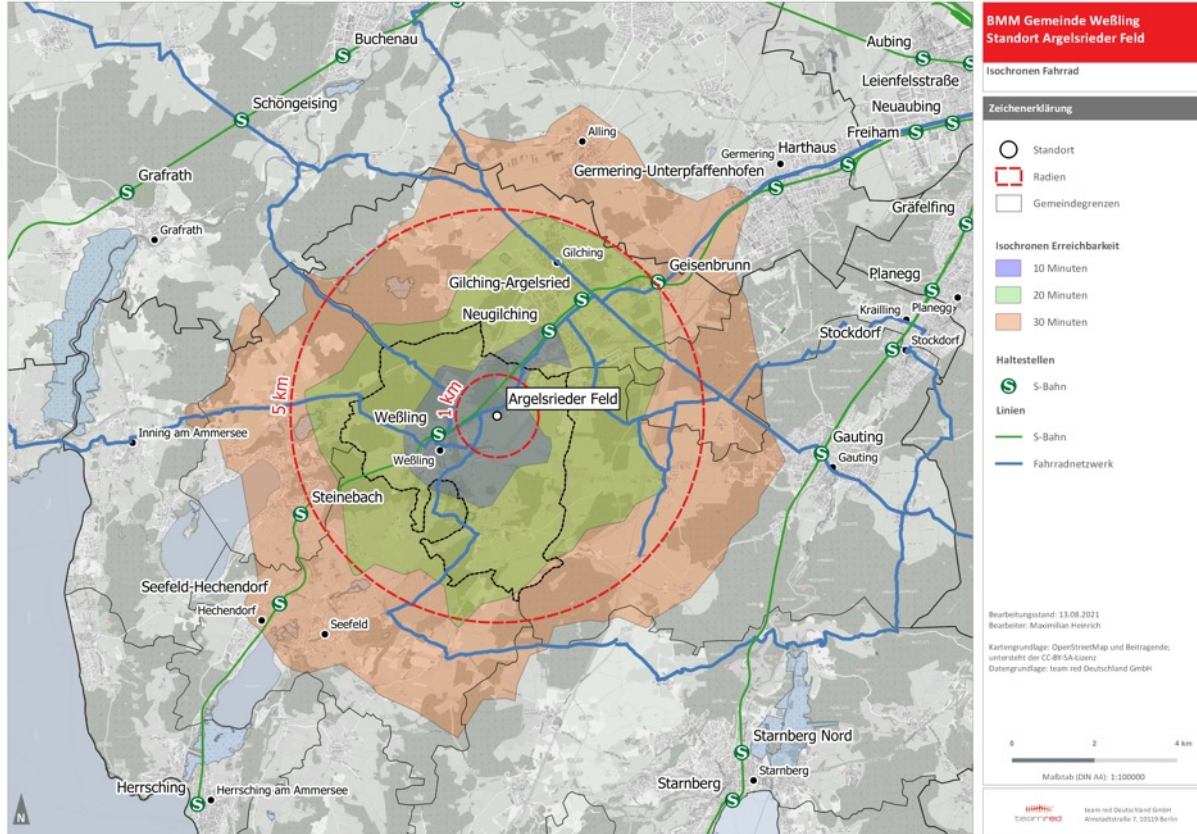 BMM Gemeinde Weßling
Standort Argelsrieder Feld
Isochronen Fahrrad
Zeichenerklärung
Standort
Radien
Gemeindegrenzen
Isochronen Erreichbarkeit
10 Minuten
20 Minuten
30 Minuten
Haltestellen
S S-Bahn
Linien
S-Bahn
Fahrradnetzwerk
Bearbeitungsstand: 13.08.2021
Bearbeiter: Maximilian Heinrich
Kartengrundlage: OpenStreetMap und Beitragende;
untersteht der CC-BY-SA-Lizenz
Datengrundlage: team red Deutschland GmbH
0 2 4 km
Maßstab (DIN A4): 1:100000
teamred
team red Deutschland GmbH
Almstadtstraße 7, 10119 Berlin
Buchenau
Aubing
Leienfelsstraße
Schöngeising
Neuaubing
Alling
Freiham
Harthaus
Germering
Germering-Unterpfaffenhofen
Grafrath
Grafrath
Gräfelfing
Gilching
Geisenbrunn
Gilching-Argelsried
Planegg
Krailling
Planegg
Neugilching
Stockdorf
Stockdorf
5 km
1 km
Argelsrieder Feld
Weßling
Weßling
Inning am Ammersee
Gauting
Gauting
Steinebach
Seefeld-Hechendorf
Hechendorf
Seefeld
Starnberg Nord
Starnberg
Starnberg
Herrsching
Herrsching am Ammersee
N